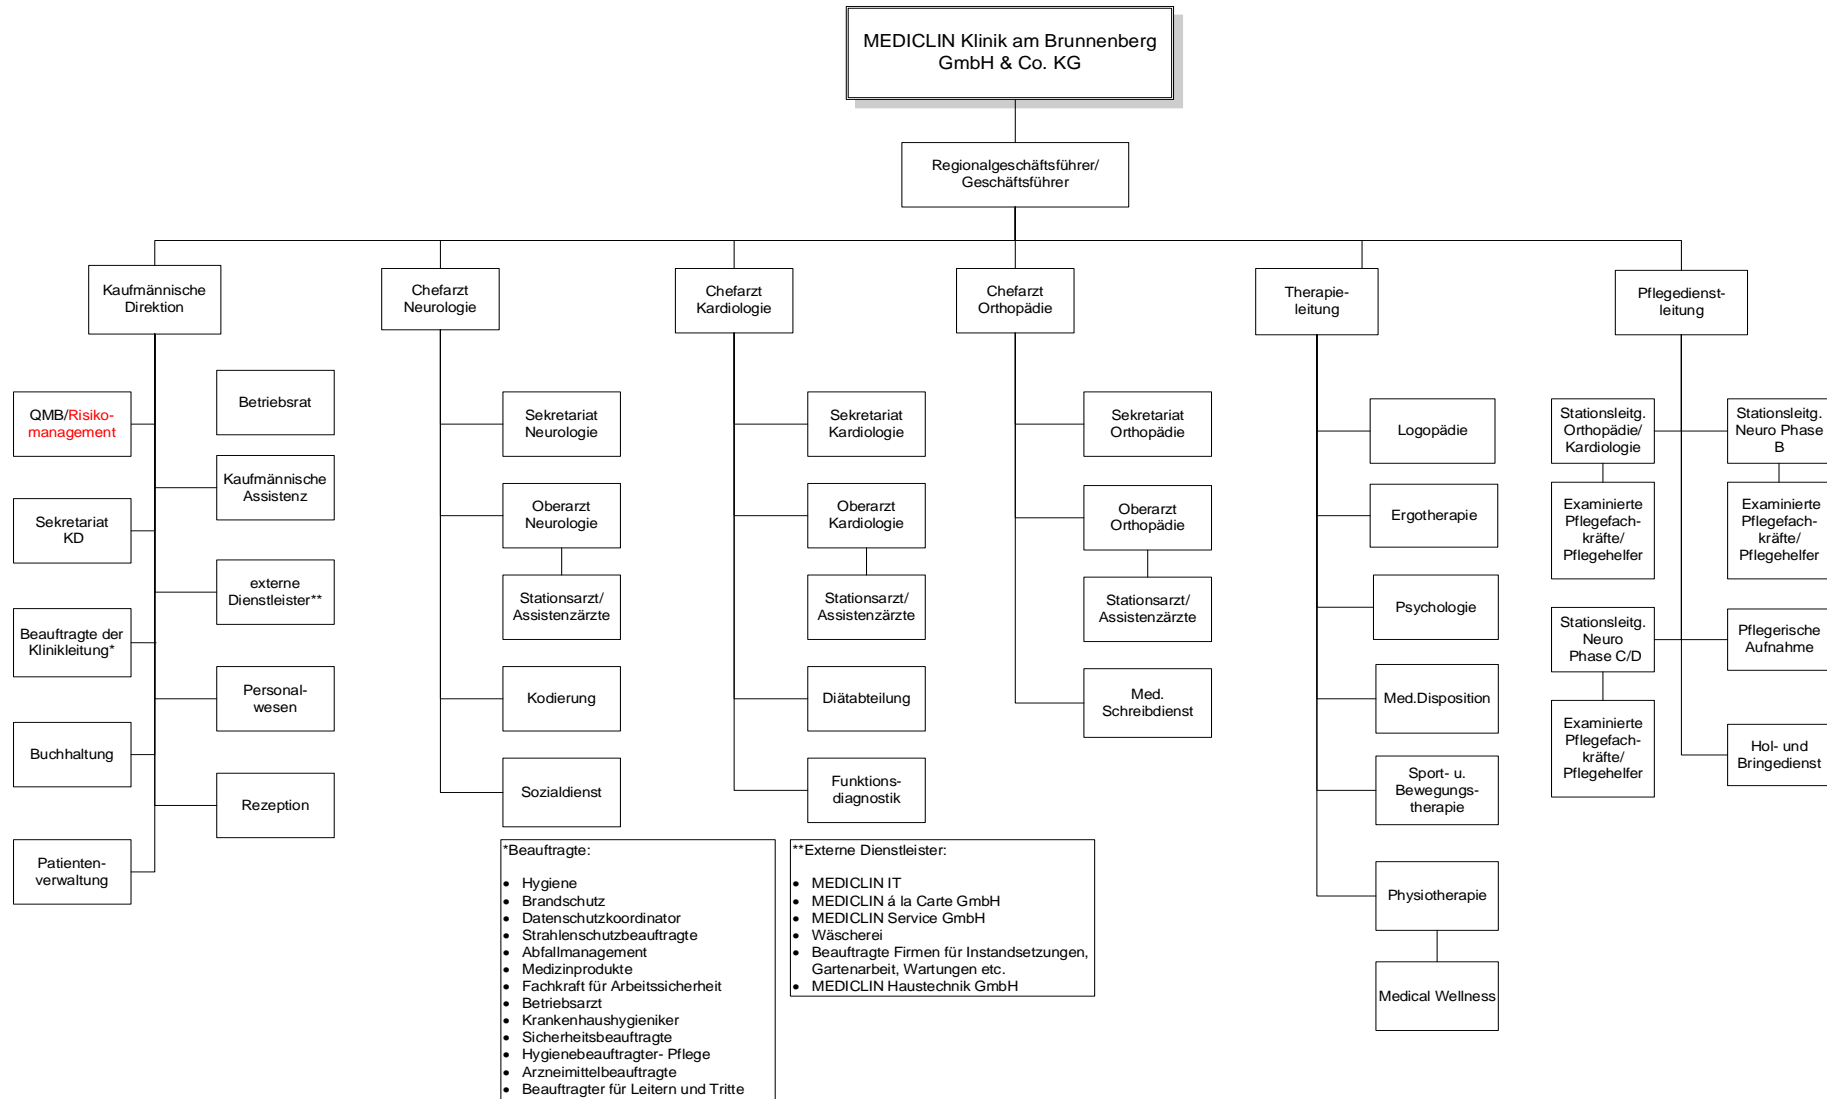 MEDICLIN Klinik am Brunnenberg
GmbH & Co. KG
Regionalgeschäftsführer/
Geschäftsführer
Kaufmännische
Direktion
Chefarzt
Neurologie
Chefarzt
Kardiologie
Chefarzt
Orthopädie
Therapie-
leitung
Pflegedienst-
leitung
QMB/Risiko-
management
Betriebsrat
Kaufmännische
Assistenz
Sekretariat
KD
externe
Dienstleister**
Beauftragte der
Klinikleitung*
Personal-
wesen
Buchhaltung
Rezeption
Patienten-
verwaltung
Sekretariat
Neurologie
Oberarzt
Neurologie
Stationsarzt/
Assistenzärzte
Kodierung
Sozialdienst
Sekretariat
Kardiologie
Oberarzt
Kardiologie
Stationsarzt/
Assistenzärzte
Diätabteilung
Funktions-
diagnostik
Sekretariat
Orthopädie
Oberarzt
Orthopädie
Stationsarzt/
Assistenzärzte
Med.
Schreibdienst
Logopädie
Ergotherapie
Psychologie
Med.Disposition
Sport- u.
Bewegungs-
therapie
Physiotherapie
Medical Wellness
Stationsleitg.
Orthopädie/
Kardiologie
Examinierte
Pflegefach-
kräfte/
Pflegehelfer
Stationsleitg.
Neuro Phase
B
Examinierte
Pflegefach-
kräfte/
Pflegehelfer
Stationsleitg.
Neuro
Phase C/D
Examinierte
Pflegefach-
kräfte/
Pflegehelfer
Pflegerische
Aufnahme
Hol- und
Bringedienst
*Beauftragte:
• Hygiene
• Brandschutz
• Datenschutzkoordinator
• Strahlenschutzbeauftragte
• Abfallmanagement
• Medizinprodukte
• Fachkraft für Arbeitssicherheit
• Betriebsarzt
• Krankenhaushygieniker
• Sicherheitsbeauftragte
• Hygienebeauftragter- Pflege
• Arzneimittelbeauftragte
• Beauftragter für Leitern und Tritte
**Externe Dienstleister:
• MEDICLIN IT
• MEDICLIN á la Carte GmbH
• MEDICLIN Service GmbH
• Wäscherei
• Beauftragte Firmen für Instandsetzungen,
Gartenarbeit, Wartungen etc.
• MEDICLIN Haustechnik GmbH